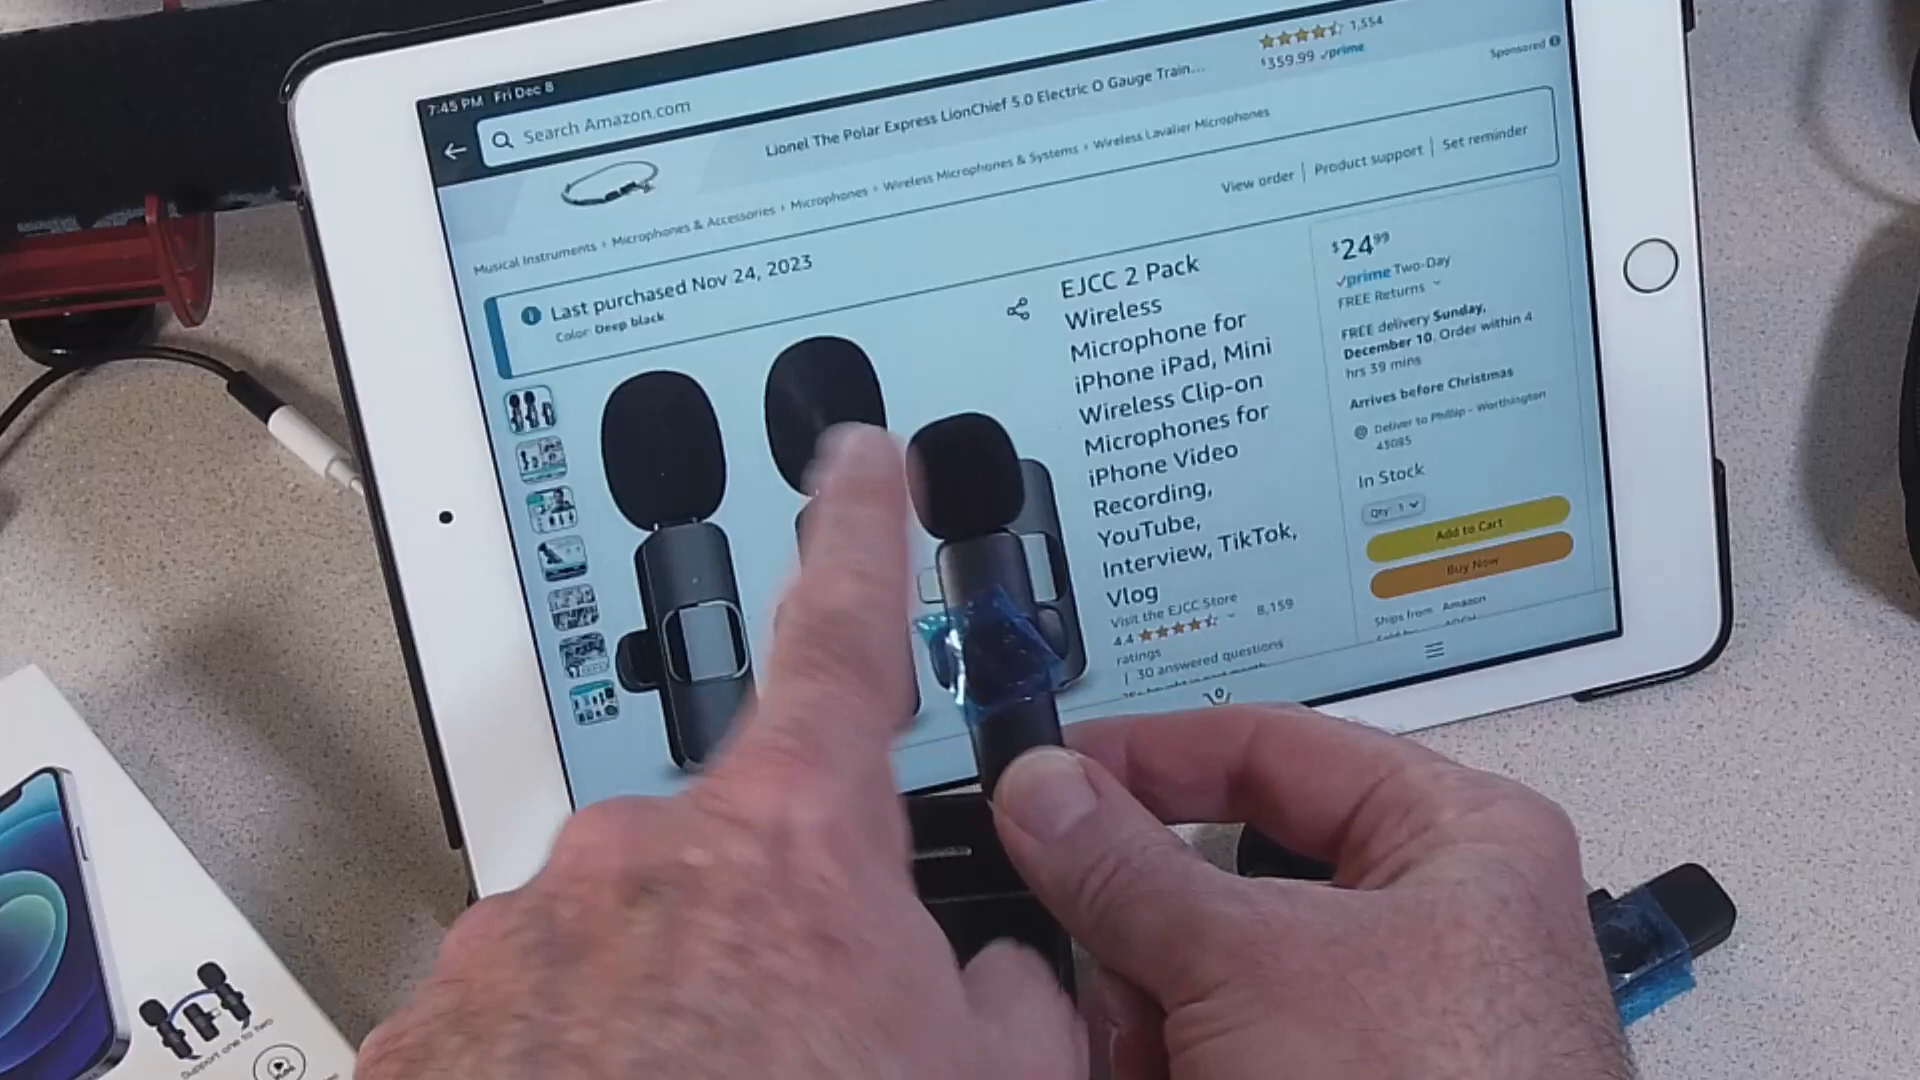 7:45 PM Fri Dec 8
Search Amazon.com
Lionel The Polar Express LionChief 5.0 Electric O Gauge Train...
1,554
$359.99 prime
Sponsored
Musical Instruments › Microphones & Accessories › Microphones › Wireless Microphones & Systems › Wireless Lavalier Microphones
Last purchased Nov 24, 2023
Color: Deep black
View order | Product support | Set reminder
EJCC 2 Pack
Wireless
Microphone for
iPhone iPad, Mini
Wireless Clip-on
Microphones for
iPhone Video
Recording,
YouTube,
Interview, TikTok,
Vlog
Visit the EJCC Store
4.4 8,159
ratings
| 30 answered questions
$24.99
prime Two-Day
FREE Returns
FREE delivery Sunday,
December 10. Order within 4
hrs 39 mins
Arrives before Christmas
Deliver to Phillip - Worthington
43085
In Stock
Qty: 1
Add to Cart
Buy Now
Ships from Amazon
Support one to two